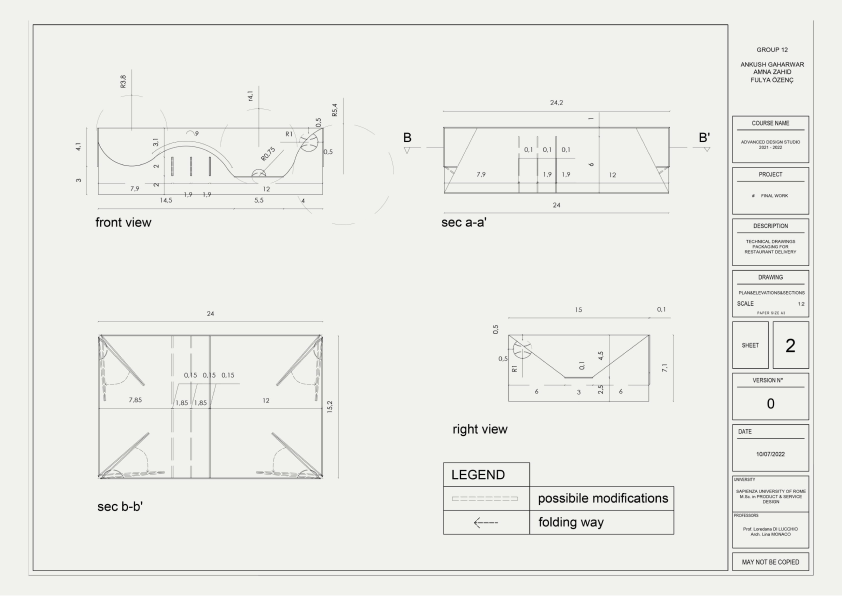 R3,8
r4,1
R5,4
0,5
R1
9
0,5
4,1
3,1
R0,75
2
3
2
7,9
1,9
1,9
12
14,5
5,5
4
front view
24,2
1
B
B'
0,1
0,1
0,1
6
7,9
1,9
1,9
12
24
sec a-a'
24
0,15
0,15
0,15
7,85
1,85
1,85
12
15,2
sec b-b'
15
0,1
0,5
0,5
R1
0,1
4,5
7,1
6
3
2,5
6
right view
LEGEND
possibile modifications
folding way
GROUP 12
ANKUSH GAHARWAR
AMNA ZAHID
FULYA ÖZENÇ
COURSE NAME
ADVANCED DESIGN STUDIO
2021 - 2022
PROJECT
# FINAL WORK
DESCRIPTION
TECHNICAL DRAWINGS
PACKAGING FOR
RESTAURANT DELIVERY
DRAWING
PLAN&ELEVATIONS&SECTIONS
SCALE 1:2
PAPER SIZE A3
SHEET 2
VERSION N°
0
DATE
10/07/2022
UNIVERSITY
SAPIENZA UNIVERSITY OF ROME
M.Sc. in PRODUCT & SERVICE
DESIGN
PROFESSORS
Prof. Loredana DI LUCCHIO
Arch. Lina MONACO
MAY NOT BE COPIED